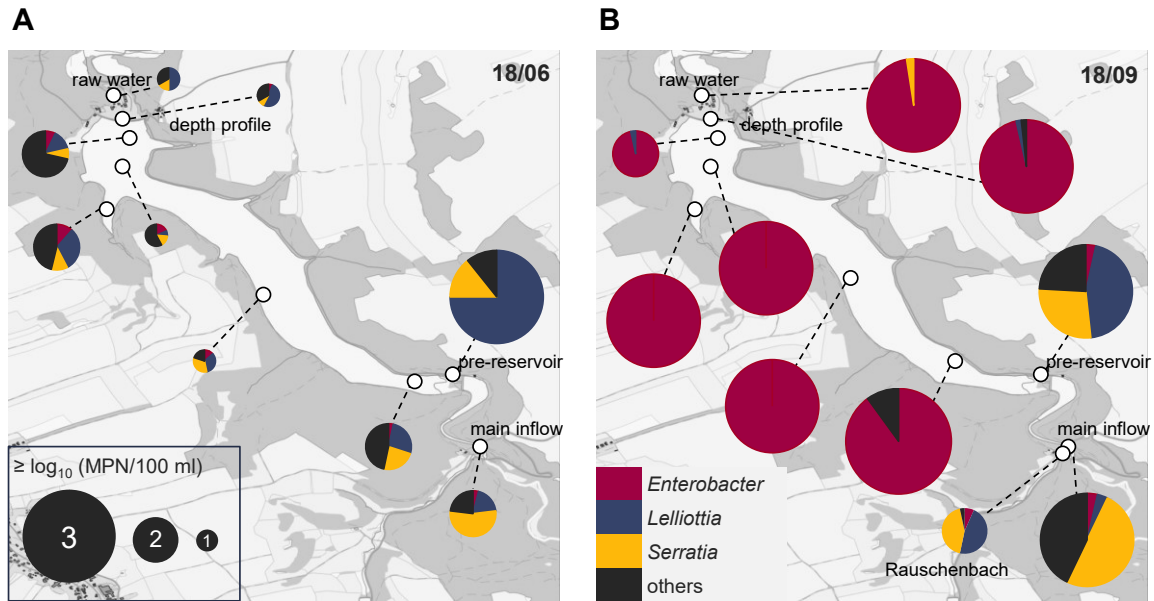 A
B
18/06
raw water
depth profile
pre-reservoir
main inflow
≥ log10 (MPN/100 ml)
3
2
1
18/09
raw water
depth profile
pre-reservoir
main inflow
Rauschenbach
Enterobacter
Lelliottia
Serratia
others